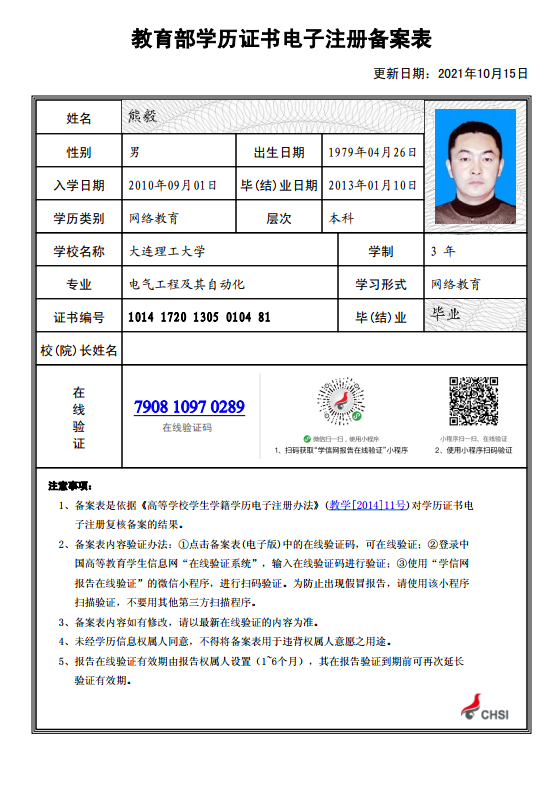 教育部学历证书电子注册备案表
更新日期：2021年10月15日
姓名 熊毅
性别 男 出生日期 1979年04月26日
入学日期 2010年09月01日 毕(结)业日期 2013年01月10日
学历类别 网络教育 层次 本科
学校名称 大连理工大学 学制 3 年
专业 电气工程及其自动化 学习形式 网络教育
证书编号 1014 1720 1305 0104 81 毕(结)业 毕业
校(院)长姓名
在线验证
7908 1097 0289
在线验证码
微信扫一扫，使用小程序
1、扫码获取“学信网报告在线验证”小程序
小程序扫一扫，在线验证
2、使用小程序扫码验证
注意事项：
1、备案表是依据《高等学校学生学籍学历电子注册办法》(教学[2014]11号)对学历证书电
子注册复核备案的结果。
2、备案表内容验证办法：①点击备案表(电子版)中的在线验证码，可在线验证；②登录中
国高等教育学生信息网“在线验证系统”，输入在线验证码进行验证；③使用“学信网
报告在线验证”的微信小程序，进行扫码验证。为防止出现假冒报告，请使用该小程序
扫描验证，不要用其他第三方扫描程序。
3、备案表内容如有修改，请以最新在线验证的内容为准。
4、未经学历信息权属人同意，不得将备案表用于违背权属人意愿之用途。
5、报告在线验证有效期由报告权属人设置（1~6个月），其在报告验证到期前可再次延长
验证有效期。
CHSI